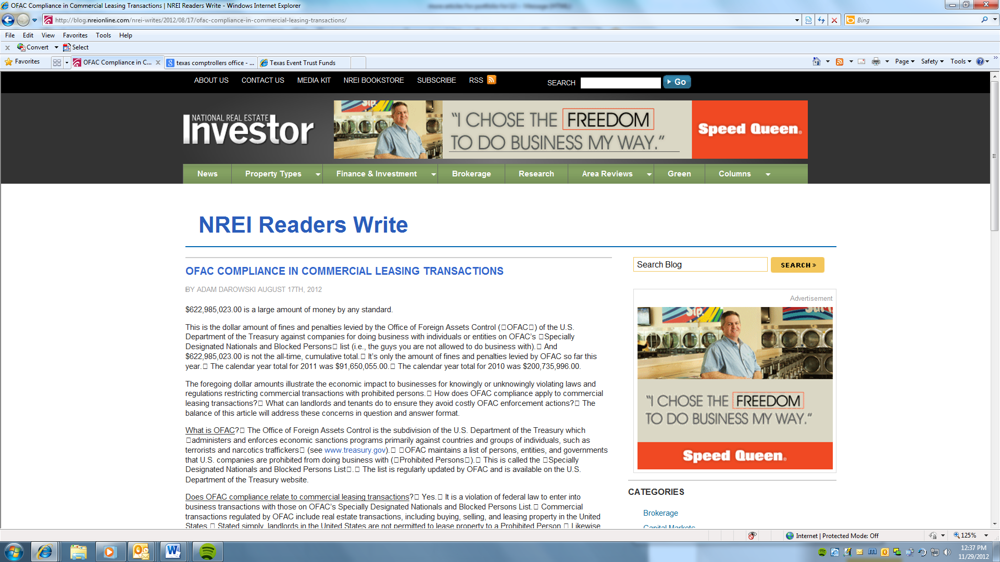 OFAC Compliance in Commercial Leasing Transactions | NREI Readers Write - Windows Internet Explorer
http://blog.nreionline.com/nrei-writes/2012/08/17/ofac-compliance-in-commercial-leasing-transactions/
Bing
File Edit View Favorites Tools Help
x Convert Select
Favorites
OFAC Compliance in C...
texas comptrollers office - ...
Texas Event Trust Funds
Page Safety Tools
ABOUT US CONTACT US MEDIA KIT NREI BOOKSTORE SUBSCRIBE RSS SEARCH Go
NATIONAL REAL ESTATE
Investor
Sip.
“I CHOSE THE FREEDOM
TO DO BUSINESS MY WAY.”
Speed Queen®
News Property Types Finance & Investment Brokerage Research Area Reviews Green Columns
NREI Readers Write
OFAC COMPLIANCE IN COMMERCIAL LEASING TRANSACTIONS
BY ADAM DAROWSKI AUGUST 17TH, 2012
$622,985,023.00 is a large amount of money by any standard.
This is the dollar amount of fines and penalties levied by the Office of Foreign Assets Control (□OFAC□) of the U.S.
Department of the Treasury against companies for doing business with individuals or entities on OFAC’s □Specially
Designated Nationals and Blocked Persons□ list (i.e., the guys you are not allowed to do business with).□ And
$622,985,023.00 is not the all-time, cumulative total.□ It’s only the amount of fines and penalties levied by OFAC so far this
year.□ The calendar year total for 2011 was $91,650,055.00.□ The calendar year total for 2010 was $200,735,996.00.
The foregoing dollar amounts illustrate the economic impact to businesses for knowingly or unknowingly violating laws and
regulations restricting commercial transactions with prohibited persons.□ How does OFAC compliance apply to commercial
leasing transactions?□ What can landlords and tenants do to ensure they avoid costly OFAC enforcement actions?□ The
balance of this article will address these concerns in question and answer format.
What is OFAC?□ The Office of Foreign Assets Control is the subdivision of the U.S. Department of the Treasury which
□administers and enforces economic sanctions programs primarily against countries and groups of individuals, such as
terrorists and narcotics traffickers□ (see www.treasury.gov).□ □OFAC maintains a list of persons, entities, and governments
that U.S. companies are prohibited from doing business with (□Prohibited Persons□).□ This is called the □Specially
Designated Nationals and Blocked Persons List□.□ The list is regularly updated by OFAC and is available on the U.S.
Department of the Treasury website.
Does OFAC compliance relate to commercial leasing transactions?□ Yes.□ It is a violation of federal law to enter into
business transactions with those on OFAC’s Specially Designated Nationals and Blocked Persons List.□ Commercial
transactions regulated by OFAC include real estate transactions, including buying, selling, and leasing property in the United
States.□ Stated simply, landlords in the United States are not permitted to lease property to a Prohibited Person.□ Likewise
Search Blog
SEARCH »
Advertisement
Sip.
“I CHOSE THE FREEDOM
TO DO BUSINESS MY WAY.”
Speed Queen®
CATEGORIES
Brokerage
Capital Markets
Internet | Protected Mode: Off
125%
12:37 PM
11/29/2012